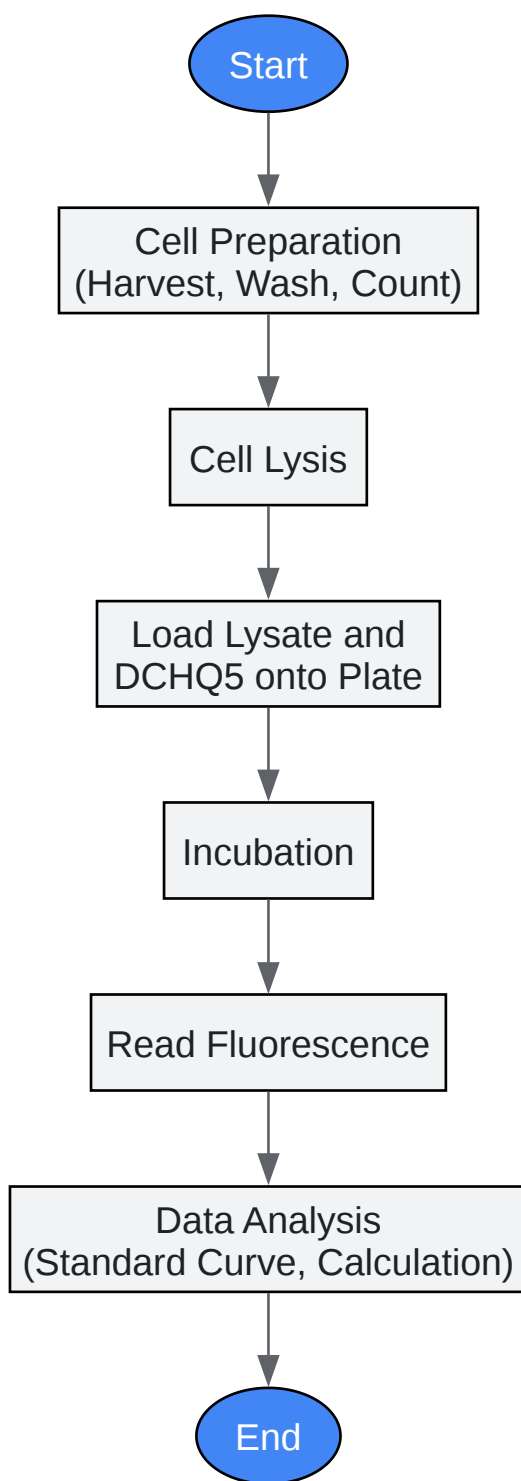 Start
Cell Preparation
(Harvest, Wash, Count)
Cell Lysis
Load Lysate and
DCHQ5 onto Plate
Incubation
Read Fluorescence
Data Analysis
(Standard Curve, Calculation)
End